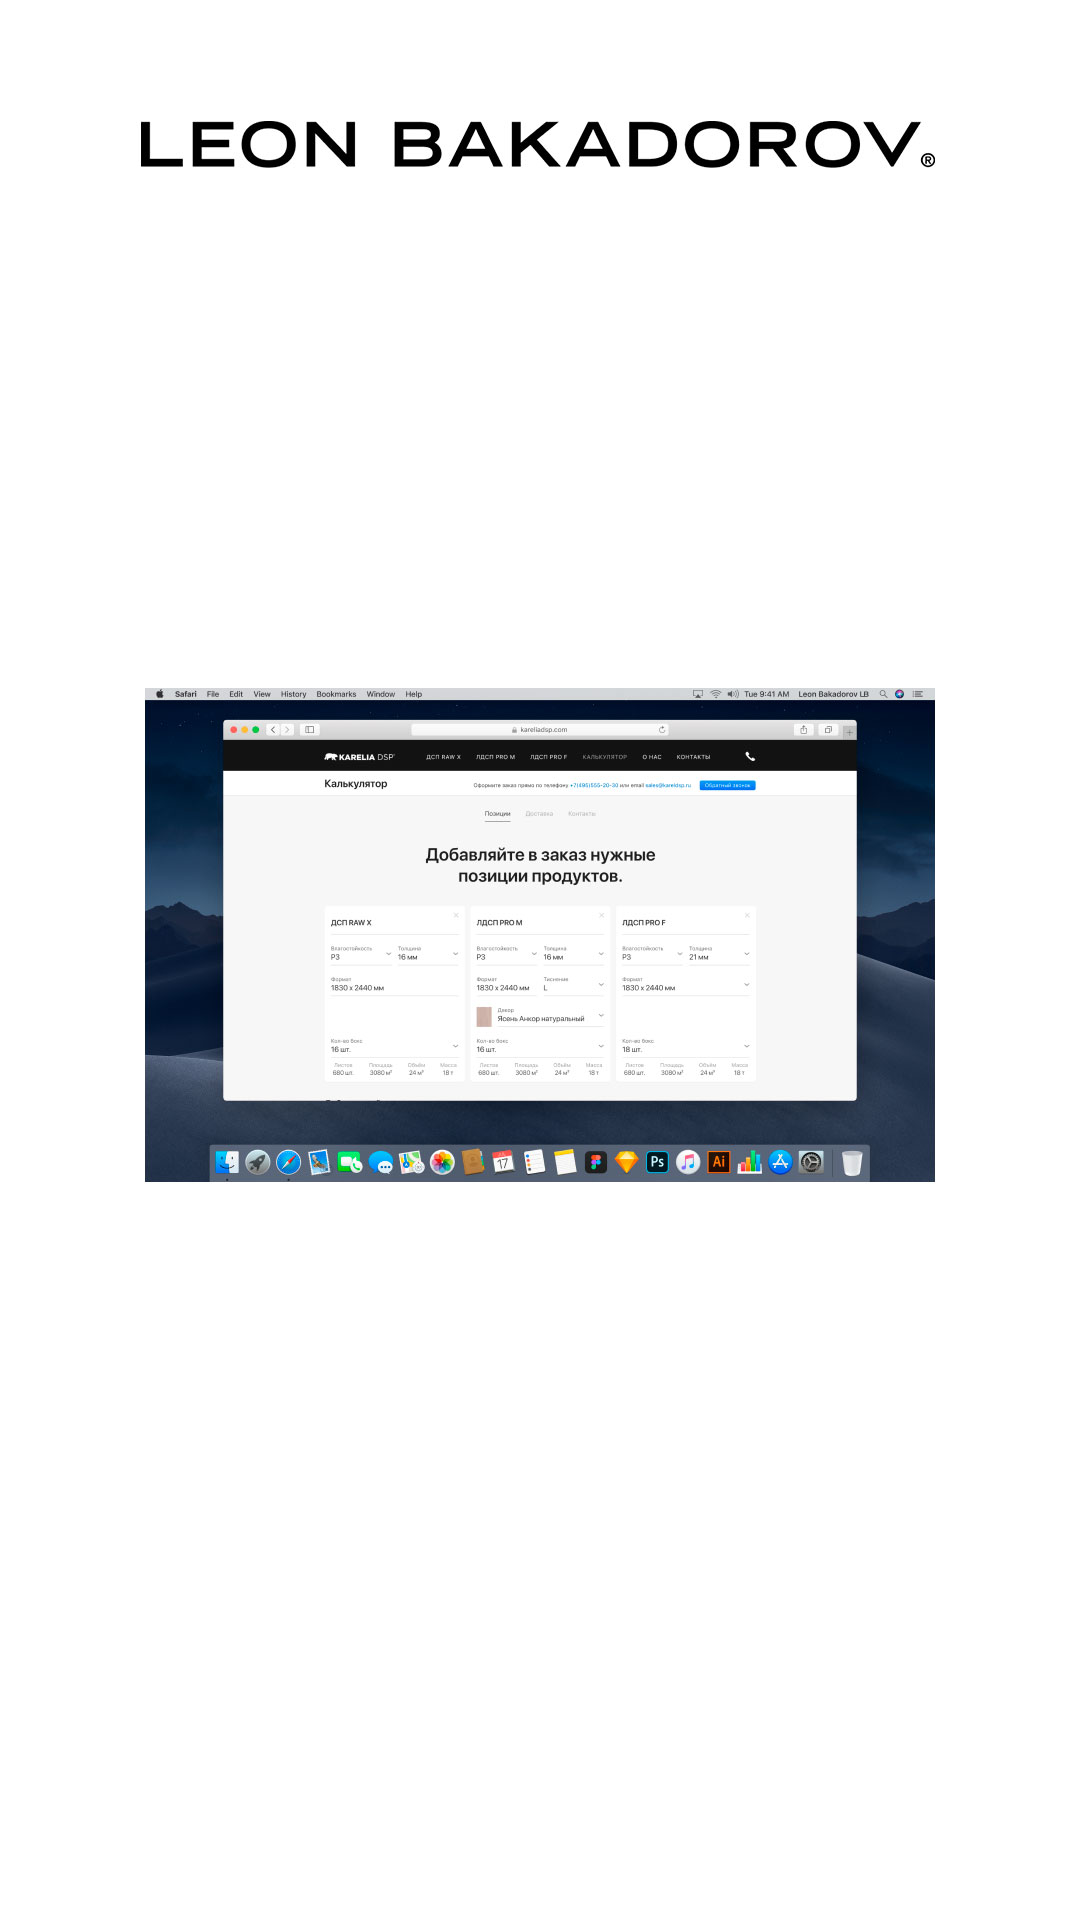 LEON BAKADOROV®
Safari File Edit View History Bookmarks Window Help
Tue 9:41 AM Leon Bakadorov LB
kareliadsp.com
KARELIA DSP
ДСП RAW X ЛДСП PRO M ЛДСП PRO F КАЛЬКУЛЯТОР О НАС КОНТАКТЫ
Калькулятор
Оформите заказ прямо по телефону +7(495)555-20-30 или email sales@kareldsp.ru
Обратный звонок
Позиции Доставка Контакты
Добавляйте в заказ нужные
позиции продуктов.
ДСП RAW X
Влагостойкость Толщина
P3 16 мм
Формат
1830 x 2440 мм
Кол-во бокс
16 шт.
Листов Площадь Объём Масса
680 шт. 3080 м² 24 м³ 18 т
ЛДСП PRO M
Влагостойкость Толщина
P3 16 мм
Формат Тиснение
1830 x 2440 мм L
Декор
Ясень Анкор натуральный
Кол-во бокс
16 шт.
Листов Площадь Объём Масса
680 шт. 3080 м² 24 м³ 18 т
ЛДСП PRO F
Влагостойкость Толщина
P3 21 мм
Формат
1830 x 2440 мм
Кол-во бокс
18 шт.
Листов Площадь Объём Масса
680 шт. 3080 м² 24 м³ 18 т
17
Ps
Ai